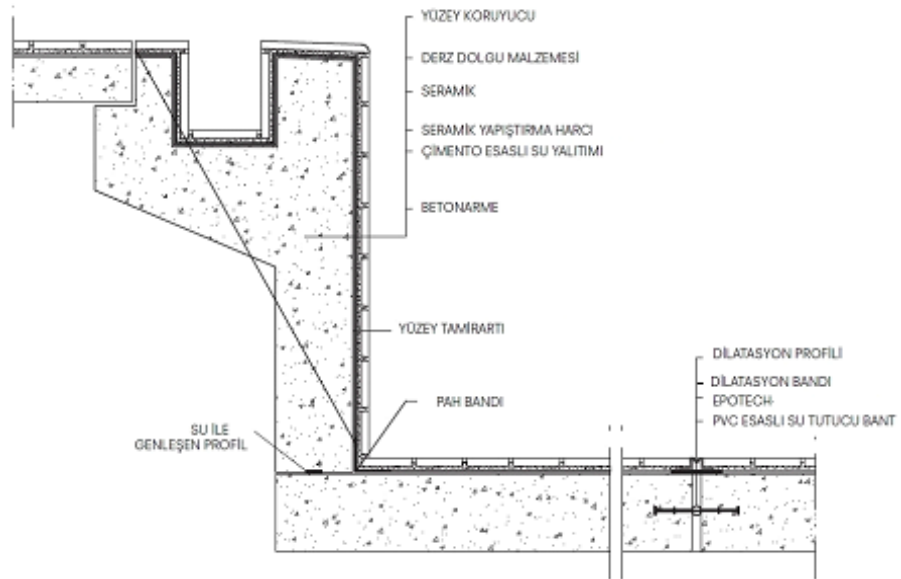 YÜZEY KORUYUCU
DERZ DOLGU MALZEMESİ
SERAMİK
SERAMİK YAPIŞTIRMA HARCI
ÇİMENTO ESASLI SU YALITIMI
BETONARME
YÜZEY TAMİRARTI
PAH BANDI
SU İLE
GENLEŞEN PROFİL
DİLATASYON PROFİLİ
DİLATASYON BANDI
EPOTECH
PVC ESASLI SU TUTUCU BANT